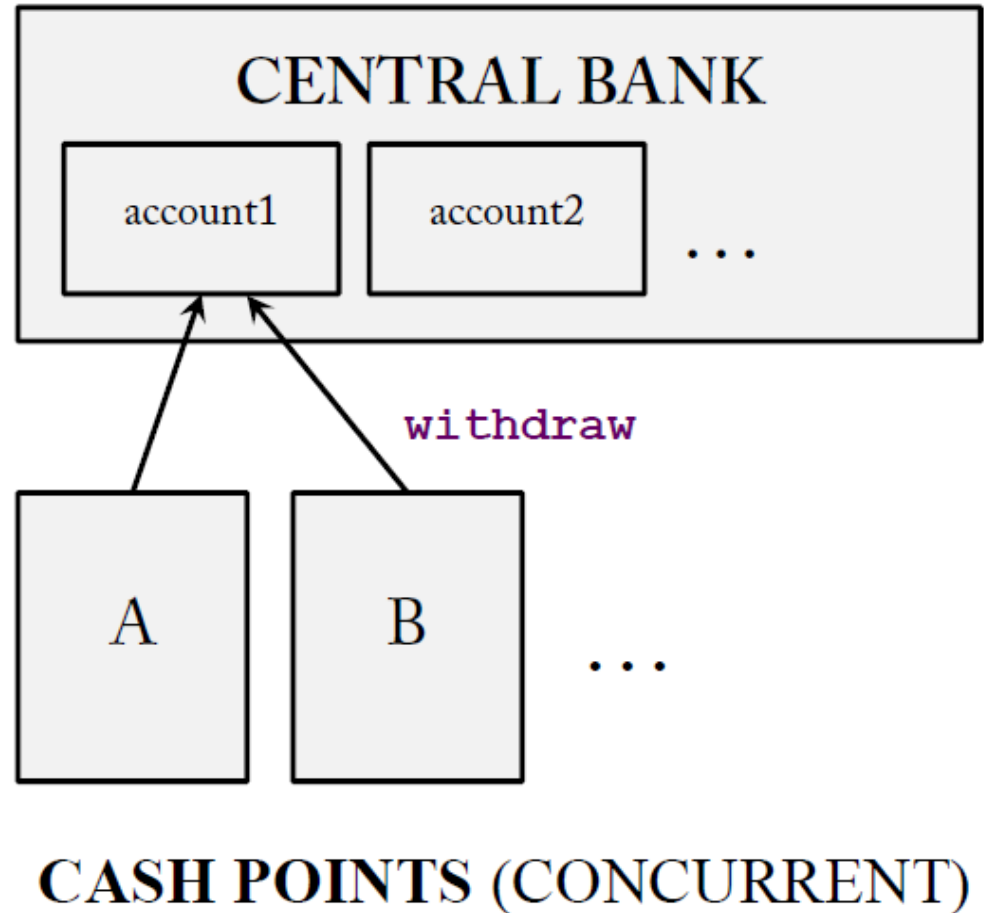 CENTRAL BANK
account1 account2 ...
withdraw
A B ...
CASH POINTS (CONCURRENT)